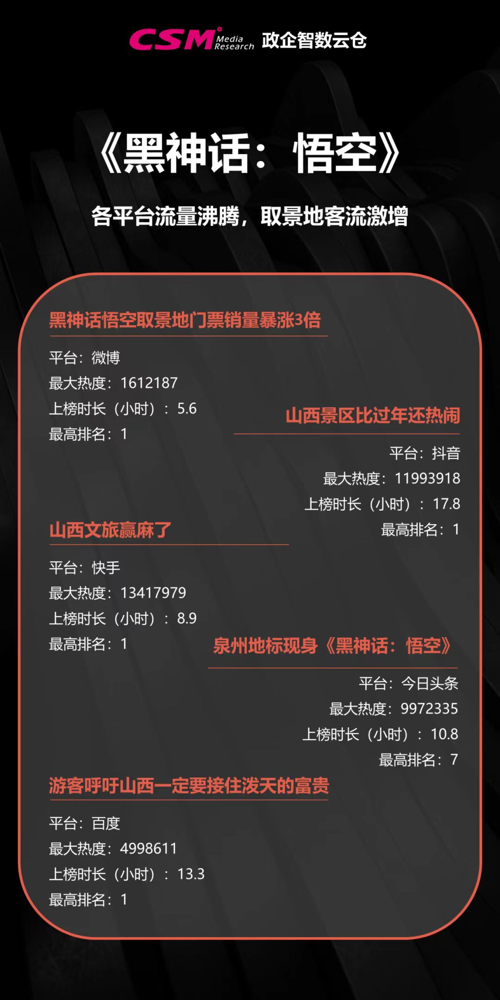 CSM® Media Research 政企智数云仓
《黑神话：悟空》
各平台流量沸腾，取景地客流激增
黑神话悟空取景地门票销量暴涨3倍
平台：微博
最大热度：1612187
上榜时长（小时）：5.6
最高排名：1
山西景区比过年还热闹
平台：抖音
最大热度：11993918
上榜时长（小时）：17.8
最高排名：1
山西文旅赢麻了
平台：快手
最大热度：13417979
上榜时长（小时）：8.9
最高排名：1
泉州地标现身《黑神话：悟空》
平台：今日头条
最大热度：9972335
上榜时长（小时）：10.8
最高排名：7
游客呼吁山西一定要接住泼天的富贵
平台：百度
最大热度：4998611
上榜时长（小时）：13.3
最高排名：1